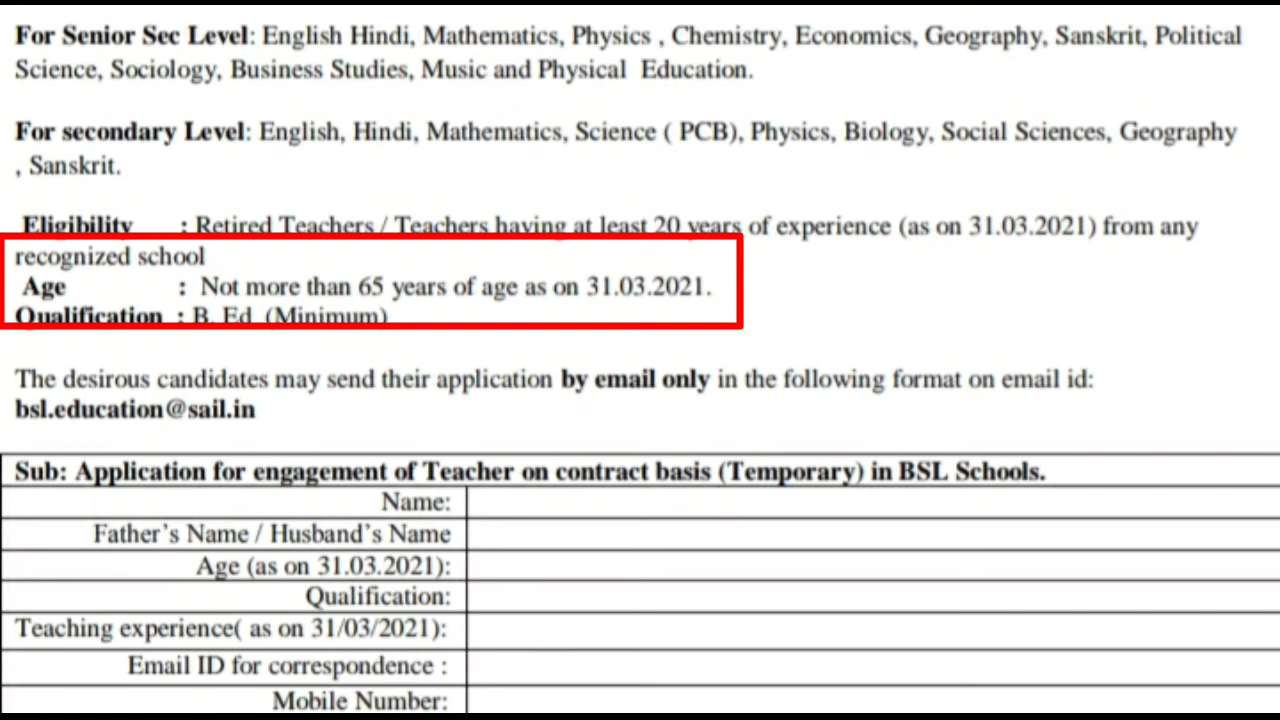 For Senior Sec Level: English Hindi, Mathematics, Physics , Chemistry, Economics, Geography, Sanskrit, Political
Science, Sociology, Business Studies, Music and Physical Education.
For secondary Level: English, Hindi, Mathematics, Science ( PCB), Physics, Biology, Social Sciences, Geography
, Sanskrit.
Eligibility : Retired Teachers / Teachers having at least 20 years of experience (as on 31.03.2021) from any
recognized school
Age : Not more than 65 years of age as on 31.03.2021.
Qualification : B. Ed (Minimum)
The desirous candidates may send their application by email only in the following format on email id:
bsl.education@sail.in
Sub: Application for engagement of Teacher on contract basis (Temporary) in BSL Schools.
Name:
Father's Name / Husband's Name
Age (as on 31.03.2021):
Qualification:
Teaching experience( as on 31/03/2021):
Email ID for correspondence :
Mobile Number: